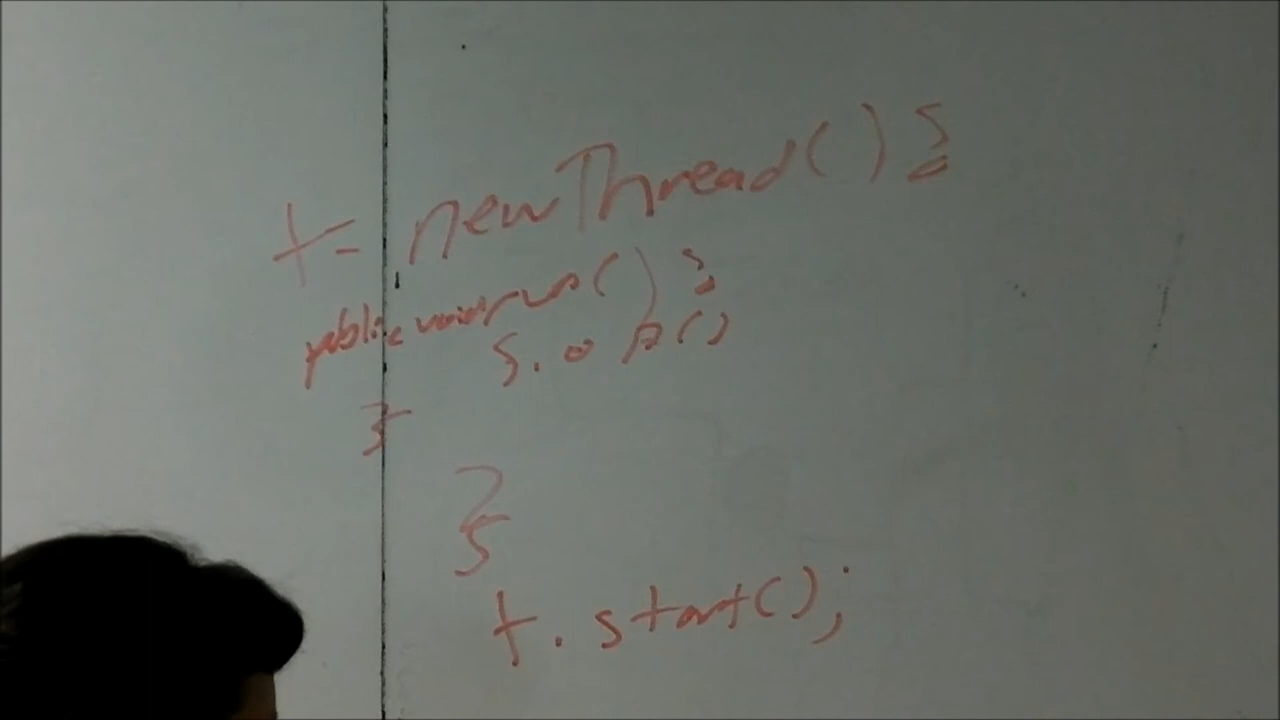 t= new Thread() {
public void run() {
S.o p()
}
}
t.start();